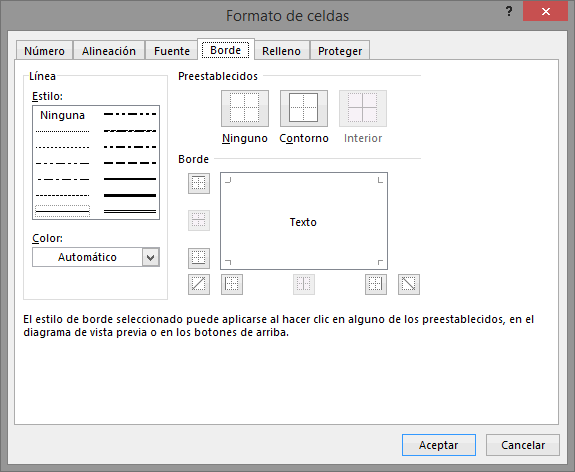 Formato de celdas
?
Número Alineación Fuente Borde Relleno Proteger
Línea
Estilo:
Ninguna
Color:
Automático
Preestablecidos
Ninguno Contorno Interior
Borde
Texto
El estilo de borde seleccionado puede aplicarse al hacer clic en alguno de los preestablecidos, en el
diagrama de vista previa o en los botones de arriba.
Aceptar Cancelar